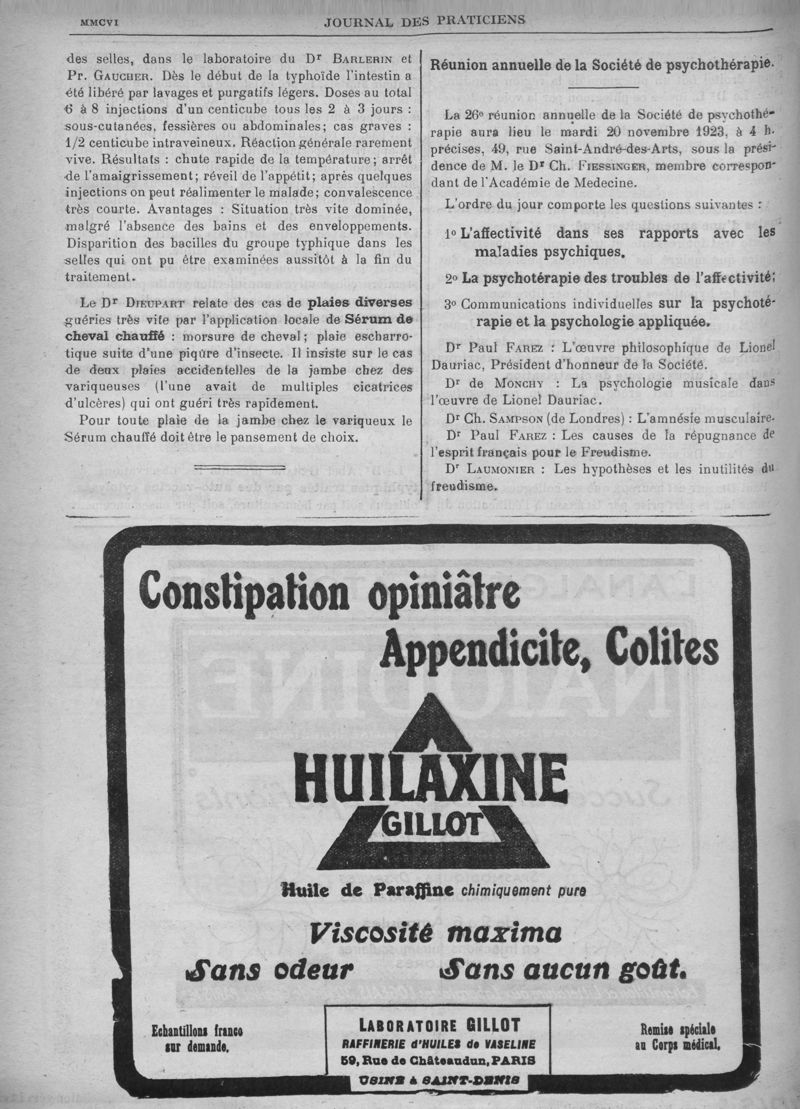 MMCVI
JOURNAL DES PRATICIENS
des selles, dans le laboratoire du Dr BARLERIN et
Pr. GAUCHER. Dès le début de la typhoïde l'intestin a
été libéré par lavages et purgatifs légers. Doses au total
6 à 8 injections d'un centicube tous les 2 à 3 jours :
sous-cutanées, fessières ou abdominales; cas graves :
1/2 centicube intraveineux. Réaction générale rarement
vive. Résultats : chute rapide de la température; arrêt
de l'amaigrissement; réveil de l'appétit; après quelques
injections on peut réalimenter le malade; convalescence
très courte. Avantages : Situation très vite dominée,
malgré l'absence des bains et des enveloppements.
Disparition des bacilles du groupe typhique dans les
selles qui ont pu être examinées aussitôt à la fin du
traitement.
Le Dr DIEUPART relate des cas de plaies diverses
guéries très vite par l'application locale de Sérum de
cheval chauffé : morsure de cheval; plaie escharro-
tique suite d'une piqûre d'insecte. Il insiste sur le cas
de deux plaies accidentelles de la jambe chez des
variqueuses (l'une avait de multiples cicatrices
d'ulcères) qui ont guéri très rapidement.
Pour toute plaie de la jambe chez le variqueux le
Sérum chauffé doit être le pansement de choix.
Réunion annuelle de la Société de psychothérapie.
La 26e réunion annuelle de la Société de psychothé-
rapie aura lieu le mardi 20 novembre 1923, à 4 h.
précises, 49, rue Saint-André-des-Arts, sous la prési-
dence de M. le Dr Ch. FIESSINGER, membre correspon-
dant de l'Académie de Medecine.
L'ordre du jour comporte les questions suivantes :
1o L'affectivité dans ses rapports avec les
maladies psychiques.
2o La psychotérapie des troubles de l'affectivité;
3o Communications individuelles sur la psychoté-
rapie et la psychologie appliquée.
Dr Paul FAREZ : L'œuvre philosophique de Lionel
Dauriac, Président d'honneur de la Société.
Dr de MONCHY : La psychologie musicale dans
l'œuvre de Lionel Dauriac.
Dr Ch. SAMPSON (de Londres) : L'amnésie musculaire.
Dr Paul FAREZ : Les causes de la répugnance de
l'esprit français pour le Freudisme.
Dr LAUMONIER : Les hypothèses et les inutilités du
freudisme.
Constipation opiniâtre
Appendicite, Colites
HUILAXINE
GILLOT
Huile de Paraffine chimiquement pure
Viscosité maxima
Sans odeur Sans aucun goût.
Echantillons franco
sur demande.
LABORATOIRE GILLOT
RAFFINERIE d'HUILES de VASELINE
59, Rue de Châteaudun, PARIS
USINE à SAINT-DENIS
Remise spéciale
au Corps médical.